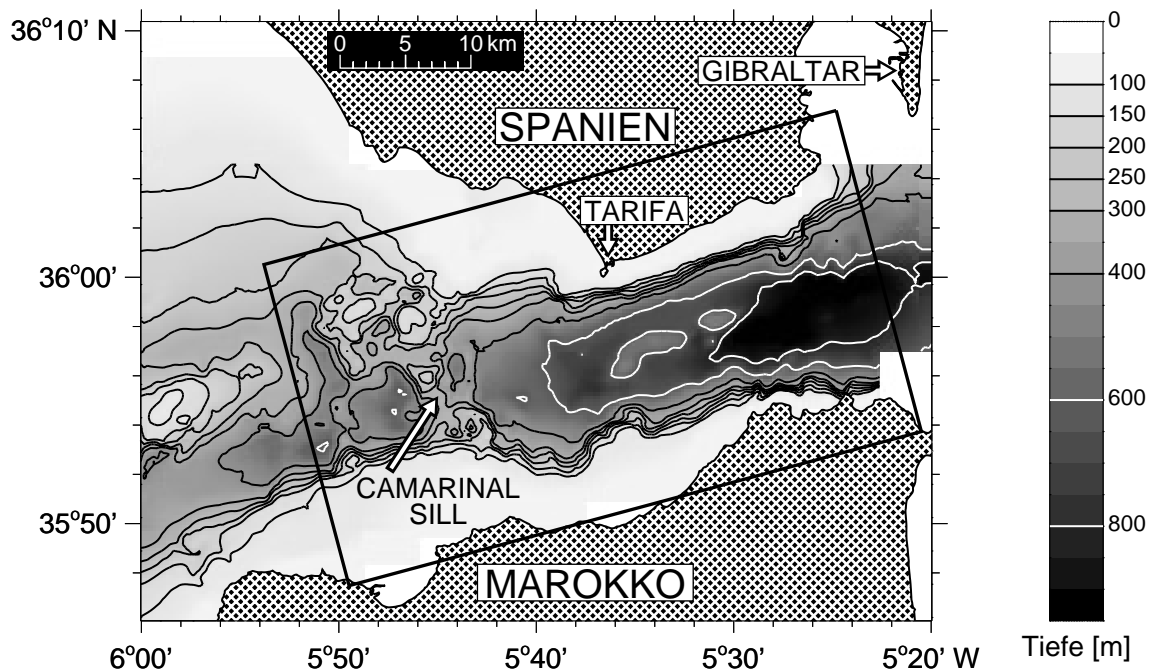 36°10' N
0 5 10 km
GIBRALTAR
SPANIEN
TARIFA
36°00'
CAMARINAL
SILL
35°50'
MAROKKO
6°00' 5°50' 5°40' 5°30' 5°20' W
0
100
150
200
250
300
400
600
800
Tiefe [m]